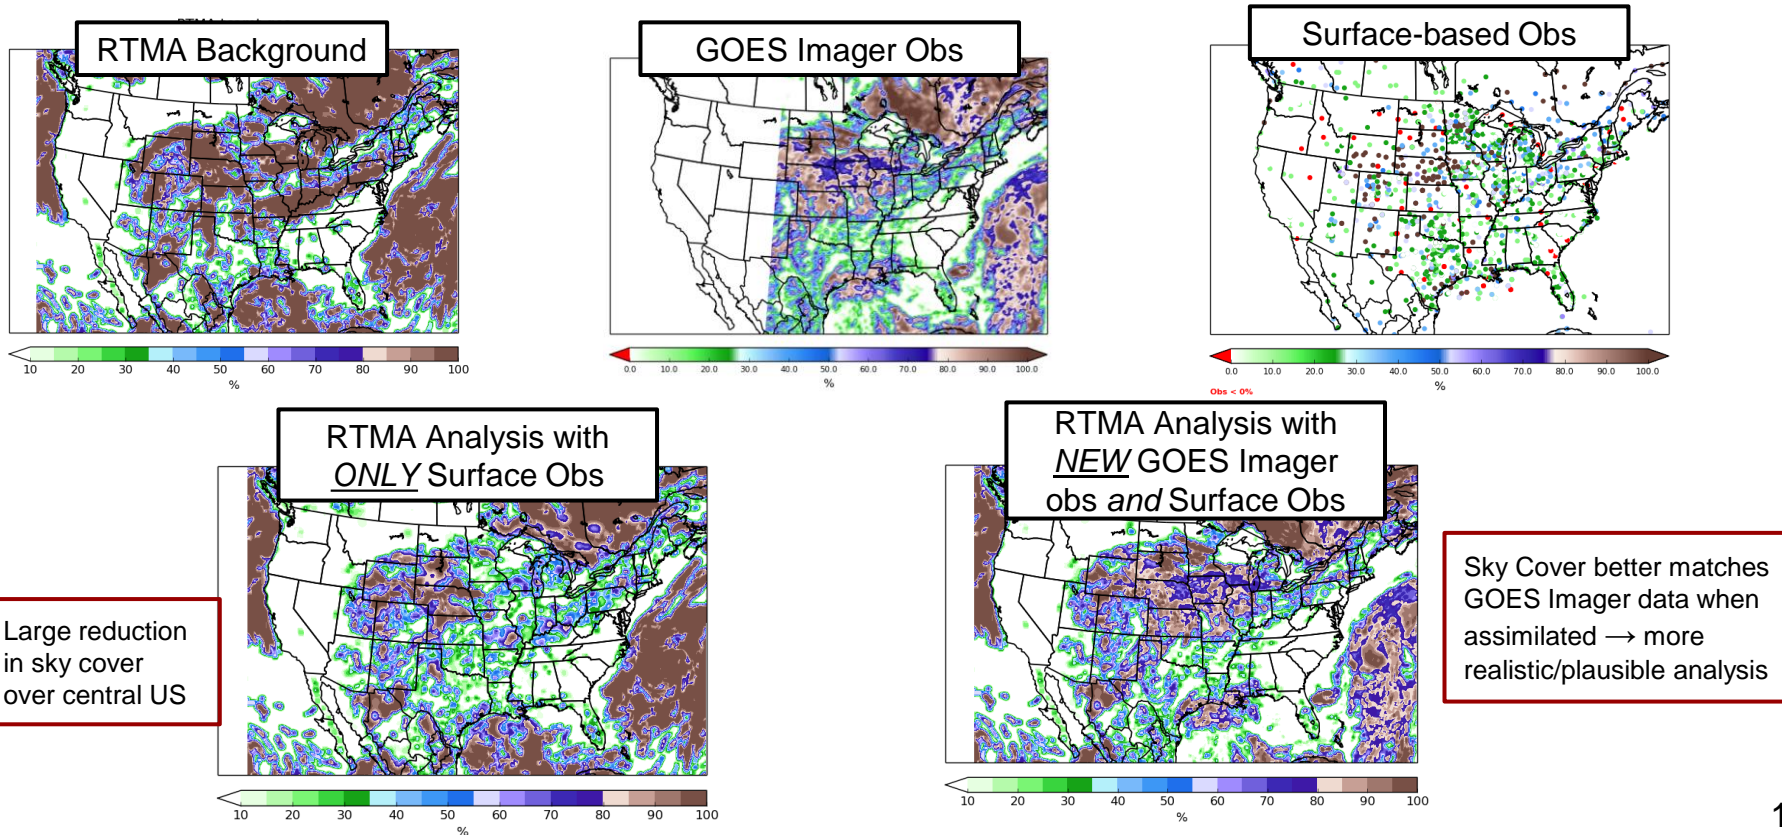 RTMA Background
GOES Imager Obs
Surface-based Obs
10 20 30 40 50 60 70 80 90 100
%
0.0 10.0 20.0 30.0 40.0 50.0 60.0 70.0 80.0 90.0 100.0
%
0.0 10.0 20.0 30.0 40.0 50.0 60.0 70.0 80.0 90.0 100.0
%
Obs < 0%
RTMA Analysis with
ONLY Surface Obs
RTMA Analysis with
NEW GOES Imager
obs and Surface Obs
Large reduction
in sky cover
over central US
Sky Cover better matches
GOES Imager data when
assimilated → more
realistic/plausible analysis
10 20 30 40 50 60 70 80 90 100
%
10 20 30 40 50 60 70 80 90 100
%
1